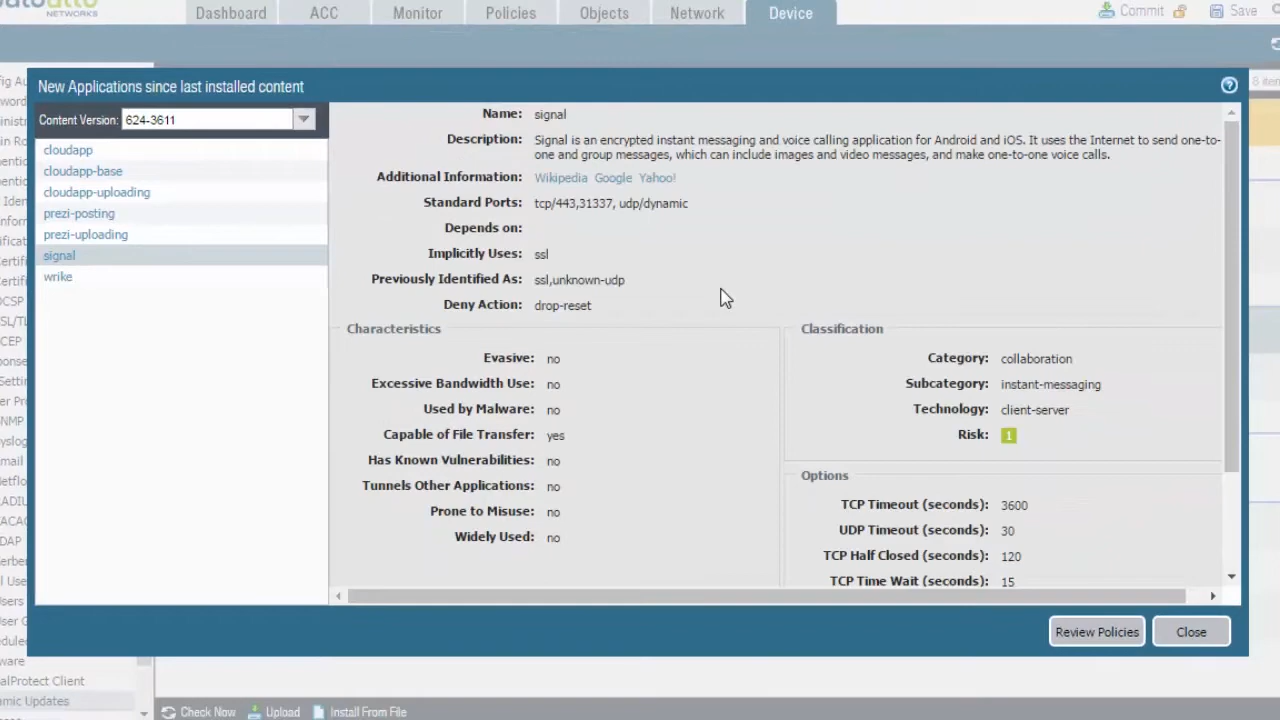 NETWORKS
Dashboard ACC Monitor Policies Objects Network Device
Commit Save
New Applications since last installed content
Content Version: 624-3611
cloudapp
cloudapp-base
cloudapp-uploading
prezi-posting
prezi-uploading
signal
wrike
Name: signal
Description: Signal is an encrypted instant messaging and voice calling application for Android and iOS. It uses the Internet to send one-to-
one and group messages, which can include images and video messages, and make one-to-one voice calls.
Additional Information: Wikipedia Google Yahoo!
Standard Ports: tcp/443,31337, udp/dynamic
Depends on:
Implicitly Uses: ssl
Previously Identified As: ssl,unknown-udp
Deny Action: drop-reset
Characteristics
Evasive: no
Excessive Bandwidth Use: no
Used by Malware: no
Capable of File Transfer: yes
Has Known Vulnerabilities: no
Tunnels Other Applications: no
Prone to Misuse: no
Widely Used: no
Classification
Category: collaboration
Subcategory: instant-messaging
Technology: client-server
Risk: 1
Options
TCP Timeout (seconds): 3600
UDP Timeout (seconds): 30
TCP Half Closed (seconds): 120
TCP Time Wait (seconds): 15
Review Policies Close
alProtect Client
amic Updates
Check Now Upload Install From File